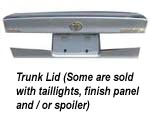 Trunk Lid (Some are sold
with taillights, finish panel
and / or spoiler)